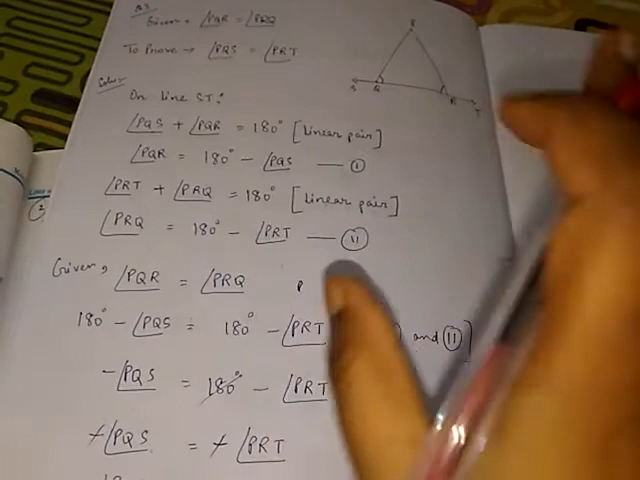 Q3
Given → ∠PQR = ∠PRQ
To Prove → ∠PQS = ∠PRT
Soln:-
P
S Q R T
On line ST:
∠PQS + ∠PQR = 180° [Linear pair]
∠PQR = 180° - ∠PQS — ①
∠PRT + ∠PRQ = 180° [Linear pair]
∠PRQ = 180° - ∠PRT — ⑪
Given, ∠PQR = ∠PRQ
180° - ∠PQS = 180° - ∠PRT and ⑪]
-∠PQS = 180° - ∠PRT
+∠PQS = +∠PRT